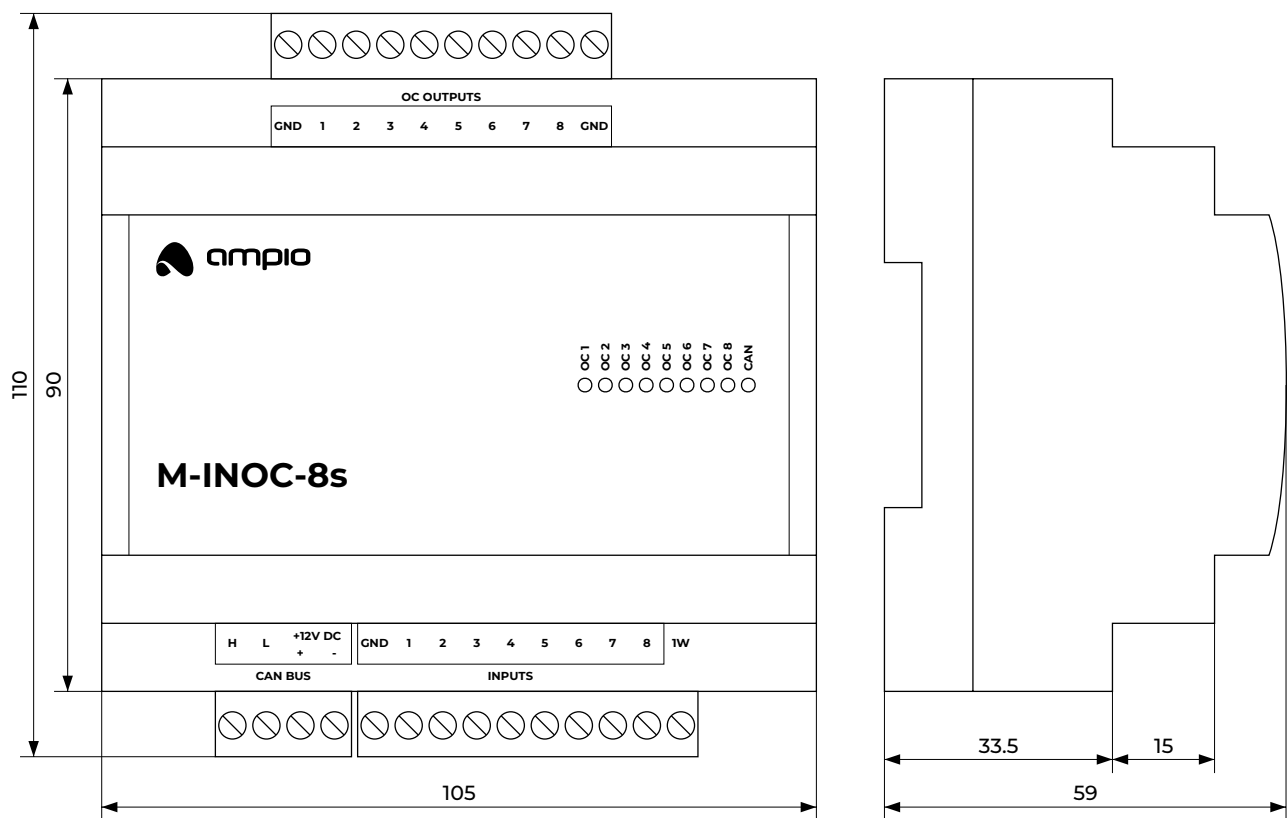 OC OUTPUTS
GND 1 2 3 4 5 6 7 8 GND
ampio
OC 1
OC 2
OC 3
OC 4
OC 5
OC 6
OC 7
OC 8
CAN
M-INOC-8s
110
90
H L +12V DC
+ -
GND 1 2 3 4 5 6 7 8 1W
CAN BUS
INPUTS
105
33.5
15
59